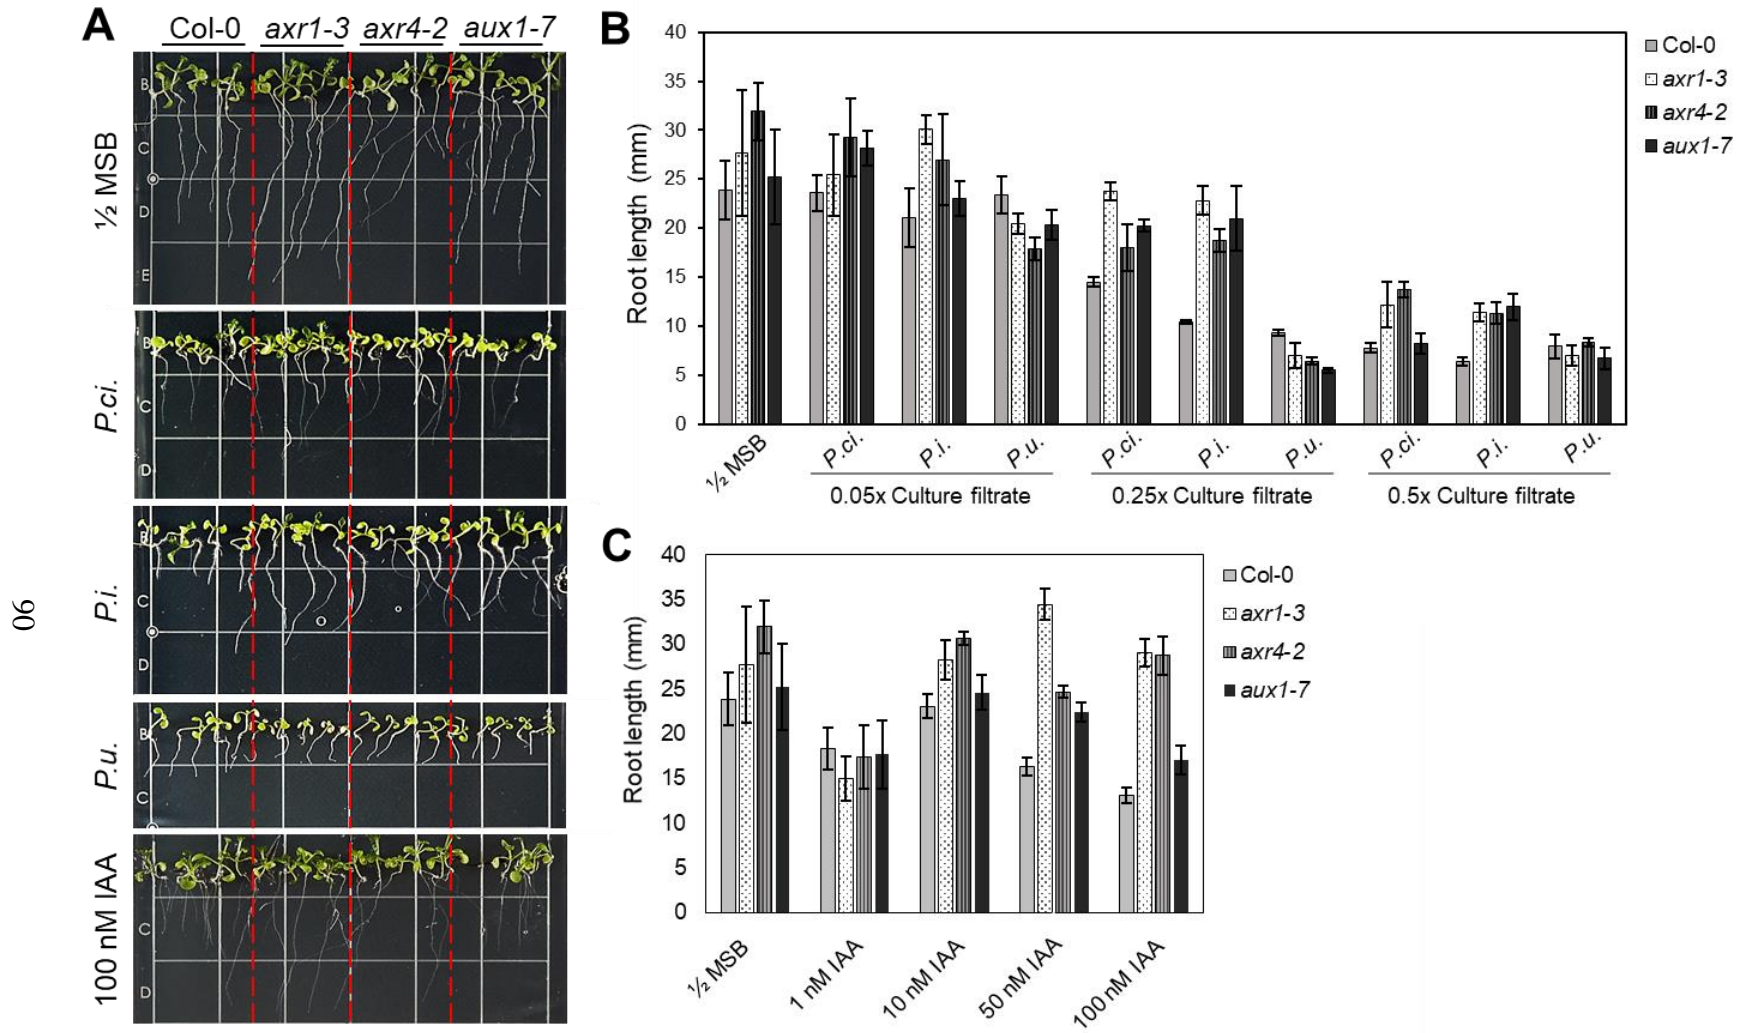 A
Col-0 axr1-3 axr4-2 aux1-7
½ MSB
B
C
D
E
P.ci.
B
C
D
P.i.
B
C
D
P.u.
B
C
100 nM IAA
C
D
90
B
Root length (mm)
40
35
30
25
20
15
10
5
0
½ MSB P.ci. P.i. P.u. P.ci. P.i. P.u. P.ci. P.i. P.u.
0.05x Culture filtrate 0.25x Culture filtrate 0.5x Culture filtrate
Col-0
axr1-3
axr4-2
aux1-7
C
Root length (mm)
40
35
30
25
20
15
10
5
0
½ MSB 1 nM IAA 10 nM IAA 50 nM IAA 100 nM IAA
Col-0
axr1-3
axr4-2
aux1-7